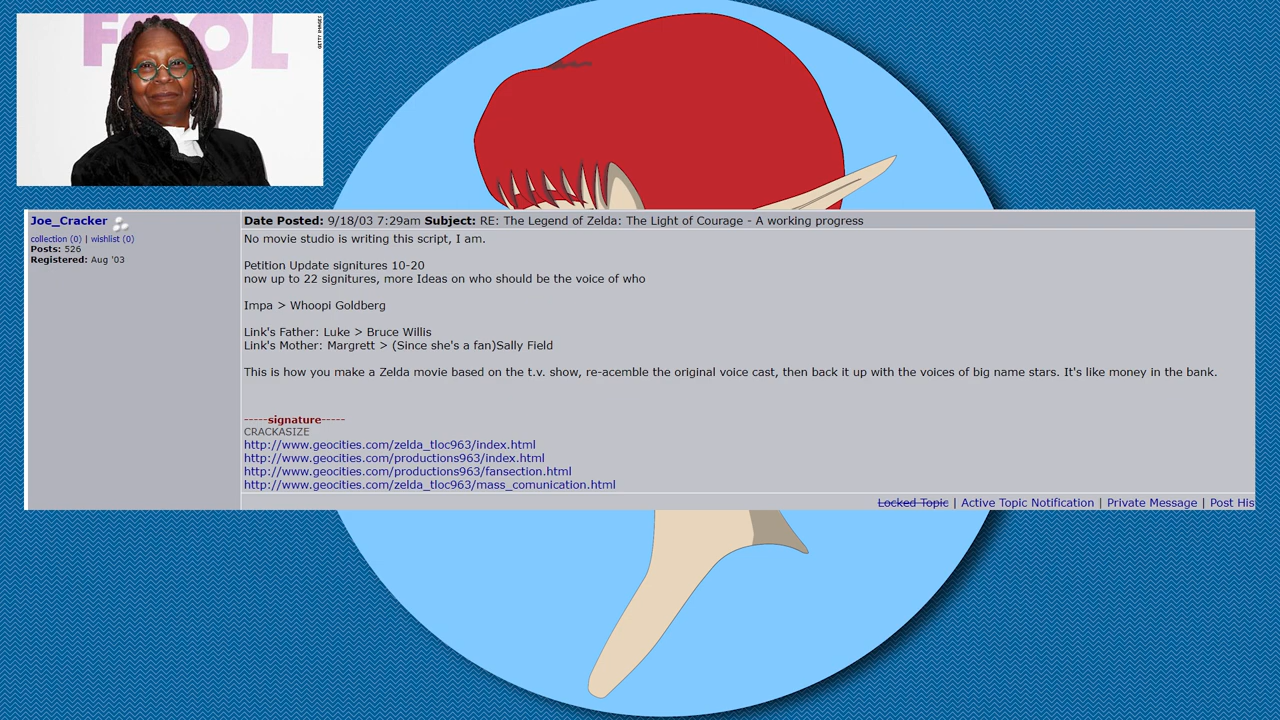 FOOL
GETTY IMAGES
Joe_Cracker
collection (0) | wishlist (0)
Posts: 526
Registered: Aug '03
Date Posted: 9/18/03 7:29am Subject: RE: The Legend of Zelda: The Light of Courage - A working progress
No movie studio is writing this script, I am.
Petition Update signitures 10-20
now up to 22 signitures, more Ideas on who should be the voice of who
Impa > Whoopi Goldberg
Link's Father: Luke > Bruce Willis
Link's Mother: Margrett > (Since she's a fan)Sally Field
This is how you make a Zelda movie based on the t.v. show, re-acemble the original voice cast, then back it up with the voices of big name stars. It's like money in the bank.
-----signature-----
CRACKASIZE
http://www.geocities.com/zelda_tloc963/index.html
http://www.geocities.com/productions963/index.html
http://www.geocities.com/productions963/fansection.html
http://www.geocities.com/zelda_tloc963/mass_comunication.html
Locked Topic | Active Topic Notification | Private Message | Post His